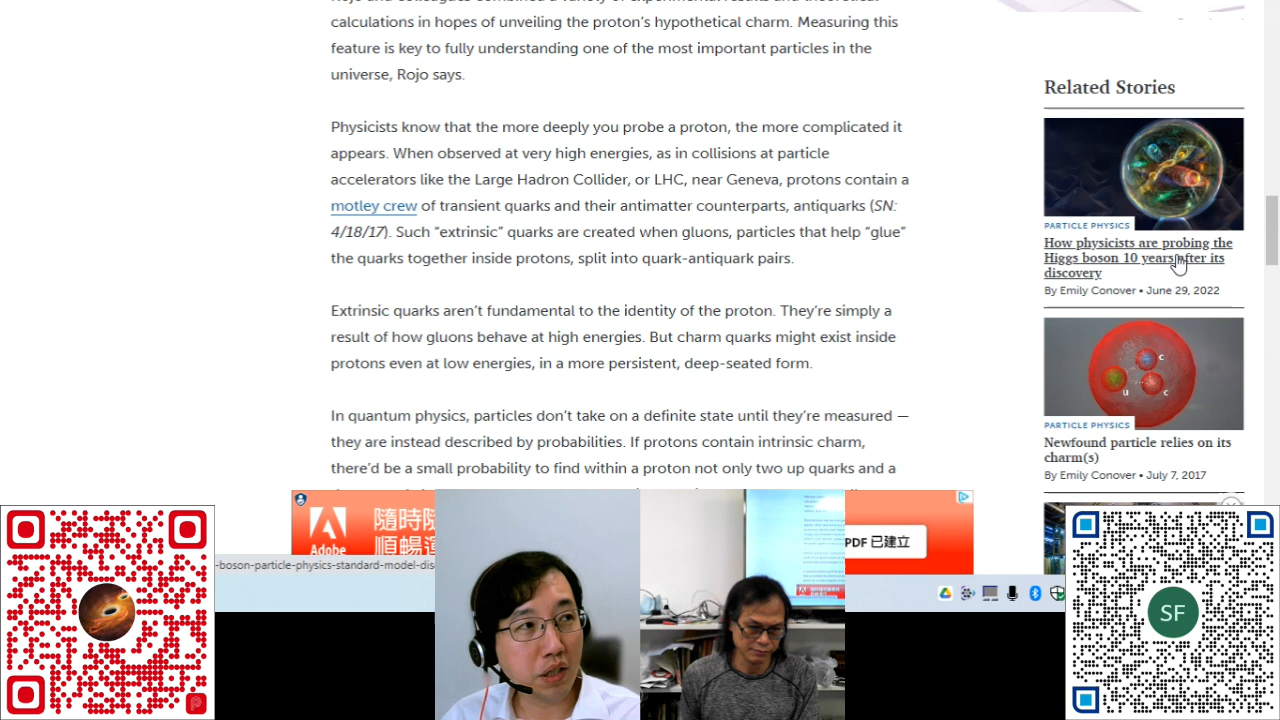 calculations in hopes of unveiling the proton’s hypothetical charm. Measuring this
feature is key to fully understanding one of the most important particles in the
universe, Rojo says.
Physicists know that the more deeply you probe a proton, the more complicated it
appears. When observed at very high energies, as in collisions at particle
accelerators like the Large Hadron Collider, or LHC, near Geneva, protons contain a
motley crew of transient quarks and their antimatter counterparts, antiquarks (SN:
4/18/17). Such “extrinsic” quarks are created when gluons, particles that help “glue”
the quarks together inside protons, split into quark-antiquark pairs.
Extrinsic quarks aren’t fundamental to the identity of the proton. They’re simply a
result of how gluons behave at high energies. But charm quarks might exist inside
protons even at low energies, in a more persistent, deep-seated form.
In quantum physics, particles don’t take on a definite state until they’re measured —
they are instead described by probabilities. If protons contain intrinsic charm,
there’d be a small probability to find within a proton not only two up quarks and a
Related Stories
PARTICLE PHYSICS
How physicists are probing the
Higgs boson 10 years after its
discovery
By Emily Conover • June 29, 2022
c
u c
PARTICLE PHYSICS
Newfound particle relies on its
charm(s)
By Emily Conover • July 7, 2017
Adobe
隨時
順暢
PDF 已建立
boson-particle-physics-standard-model-dis
SF